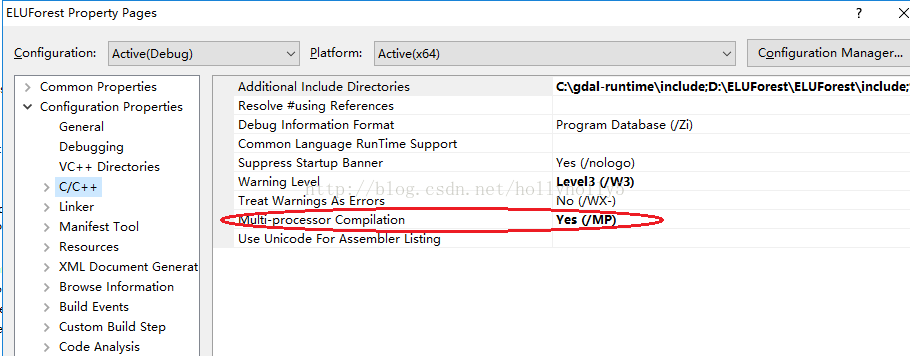 ELUForest Property Pages
? X
Configuration: Active(Debug) Platform: Active(x64) Configuration Manager...
Common Properties
Configuration Properties
General
Debugging
VC++ Directories
C/C++
Linker
Manifest Tool
Resources
XML Document Generat
Browse Information
Build Events
Custom Build Step
Code Analysis
Additional Include Directories C:\gdal-runtime\include;D:\ELUForest\ELUForest\include;
Resolve #using References
Debug Information Format Program Database (/Zi)
Common Language RunTime Support
Suppress Startup Banner Yes (/nologo)
Warning Level Level3 (/W3)
http://blog.csdn.net/hollyholly5
Treat Warnings As Errors No (/WX-)
Multi-processor Compilation Yes (/MP)
Use Unicode For Assembler Listing